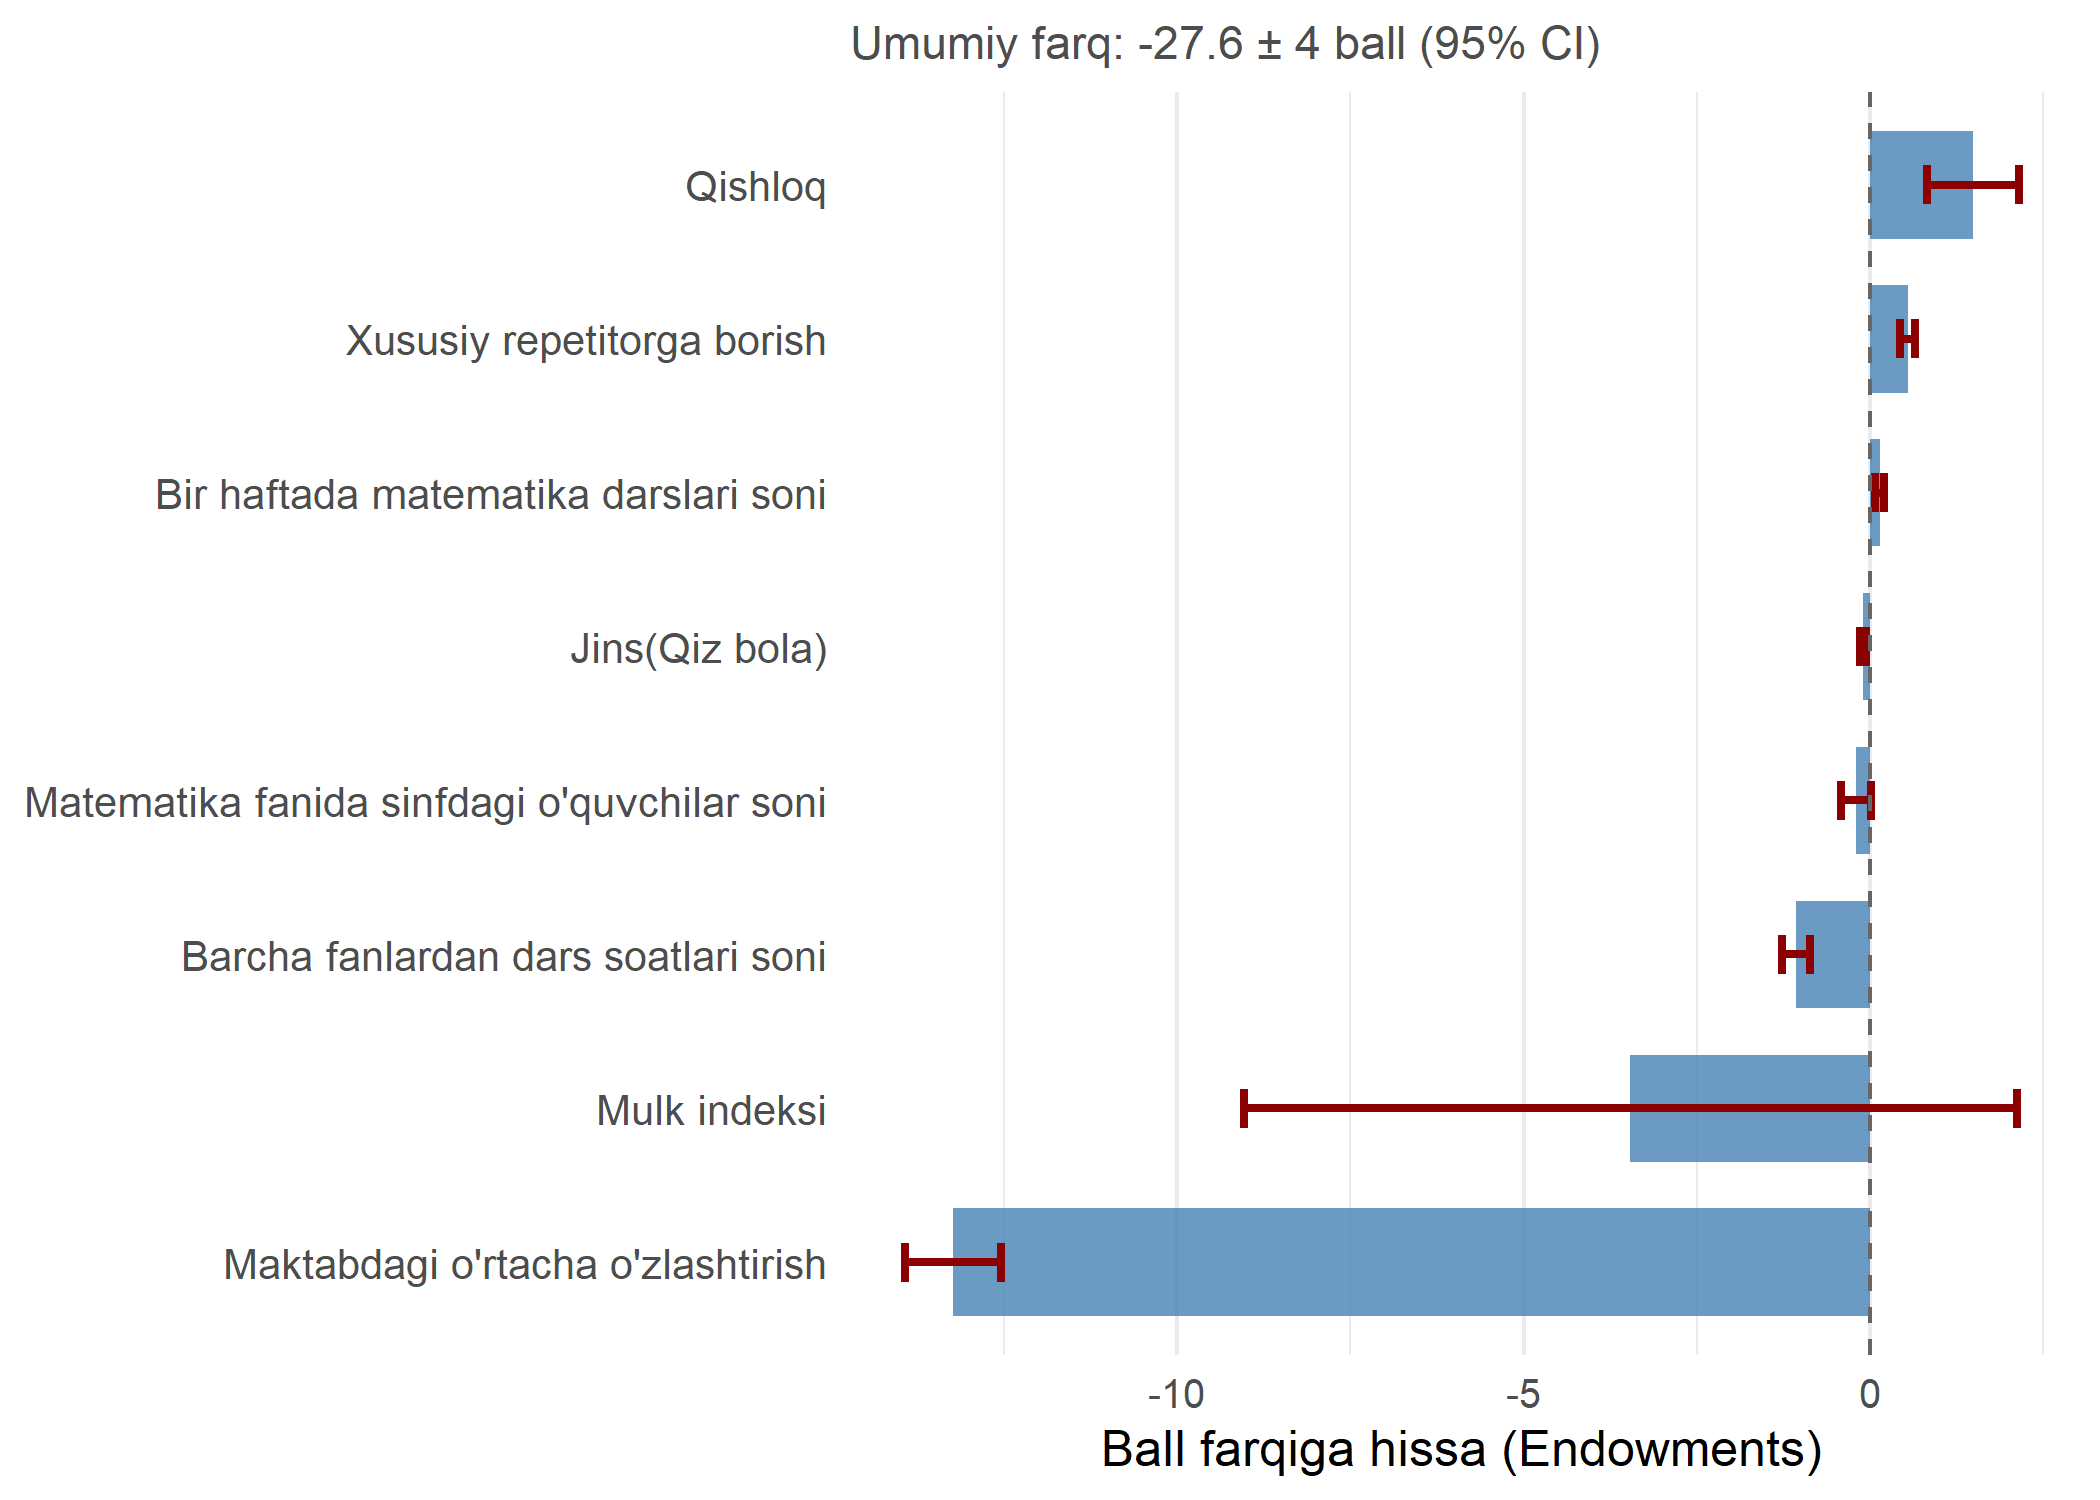 Umumiy farq: -27.6 ± 4 ball (95% CI)
Qishloq
Xususiy repetitorga borish
Bir haftada matematika darslari soni
Jins(Qiz bola)
Matematika fanida sinfdagi o'quvchilar soni
Barcha fanlardan dars soatlari soni
Mulk indeksi
Maktabdagi o'rtacha o'zlashtirish
-10 -5 0
Ball farqiga hissa (Endowments)